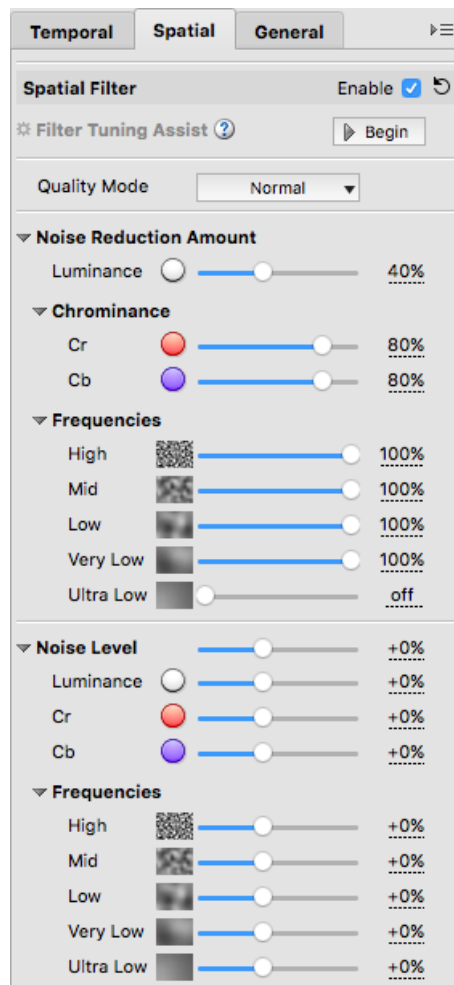 Temporal Spatial General
Spatial Filter Enable
Filter Tuning Assist ? Begin
Quality Mode Normal
Noise Reduction Amount
Luminance 40%
Chrominance
Cr 80%
Cb 80%
Frequencies
High 100%
Mid 100%
Low 100%
Very Low 100%
Ultra Low off
Noise Level +0%
Luminance +0%
Cr +0%
Cb +0%
Frequencies
High +0%
Mid +0%
Low +0%
Very Low +0%
Ultra Low +0%